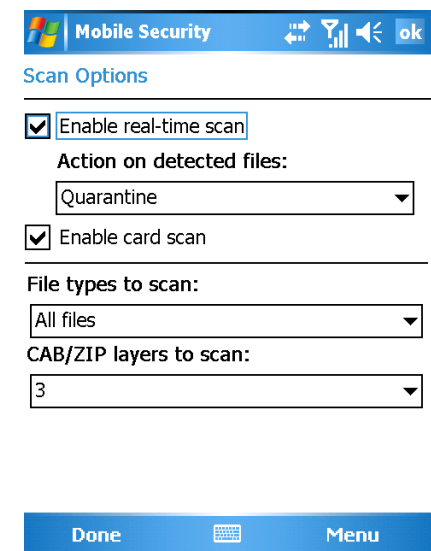 Mobile Security ok
Scan Options
Enable real-time scan
Action on detected files:
Quarantine
Enable card scan
File types to scan:
All files
CAB/ZIP layers to scan:
3
Done Menu